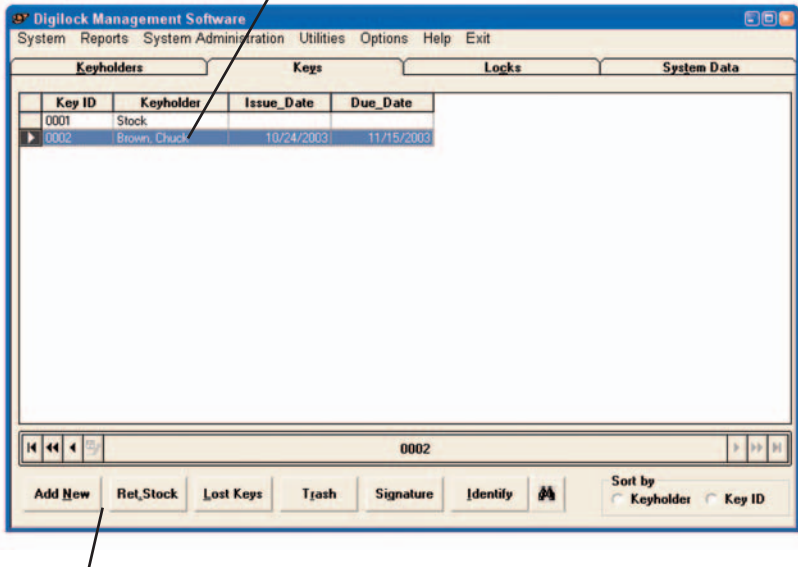 Digilock Management Software
System Reports System Administration Utilities Options Help Exit
Keyholders Keys Locks System Data
Key ID Keyholder Issue_Date Due_Date
0001 Stock
0002 Brown, Chuck 10/24/2003 11/15/2003
0002
Sort by
Add New Ret.Stock Lost Keys Trash Signature Identify Keyholder Key ID